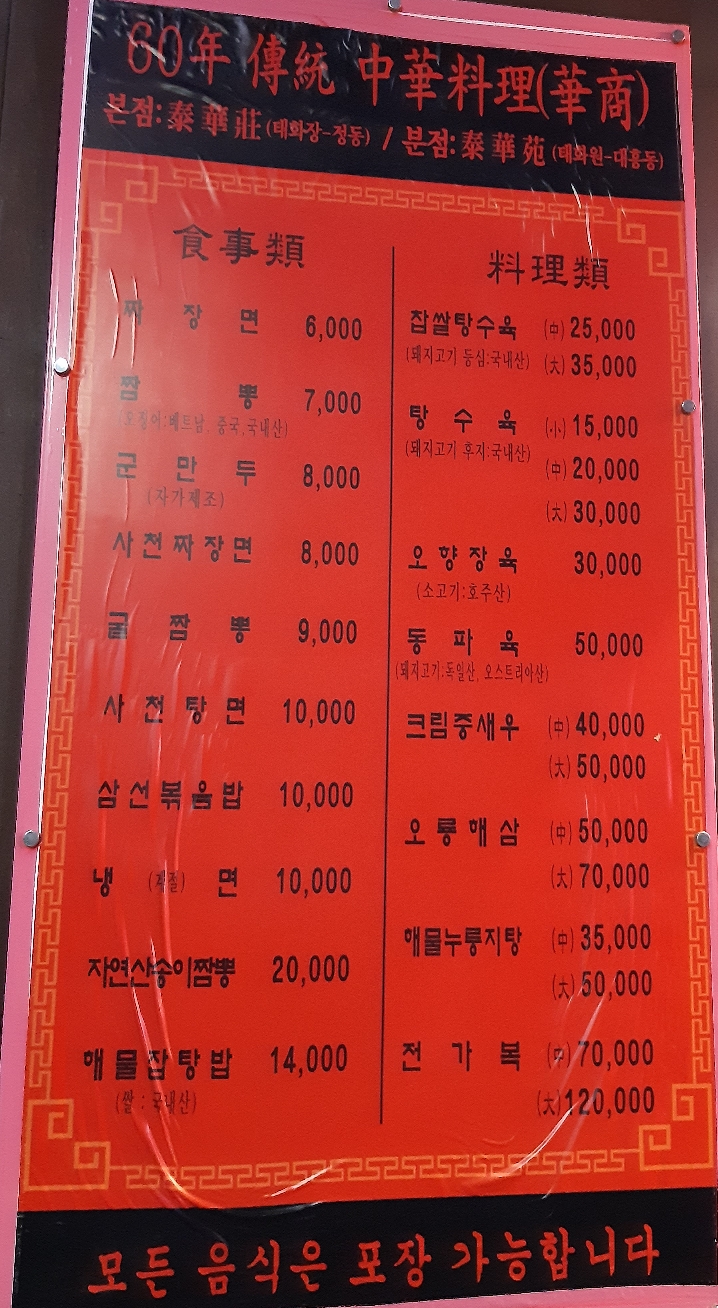 60年 傳統 中華料理(華商)
본점:泰華莊(태화장-정동) / 분점:泰華苑(태화원-대흥동)
食事類
짜장면 6,000
짬뽕 7,000
(오징어:베트남, 중국,국내산)
군만두 8,000
(자가제조)
사천짜장면 8,000
굴짬뽕 9,000
사천탕면 10,000
삼선볶음밥 10,000
냉(계절)면 10,000
자연산송이짬뽕 20,000
해물잡탕밥 14,000
(쌀 : 국내산)
料理類
찹쌀탕수육 (中) 25,000
(돼지고기 등심:국내산) (大) 35,000
탕수육 (小) 15,000
(돼지고기 후지:국내산) (中) 20,000
(大) 30,000
오향장육 30,000
(소고기:호주산)
동파육 50,000
(돼지고기:독일산, 오스트리아산)
크림중새우 (中) 40,000
(大) 50,000
오룡해삼 (中) 50,000
(大) 70,000
해물누룽지탕 (中) 35,000
(大) 50,000
전가복 (中) 70,000
(大) 120,000
모든 음식은 포장 가능합니다